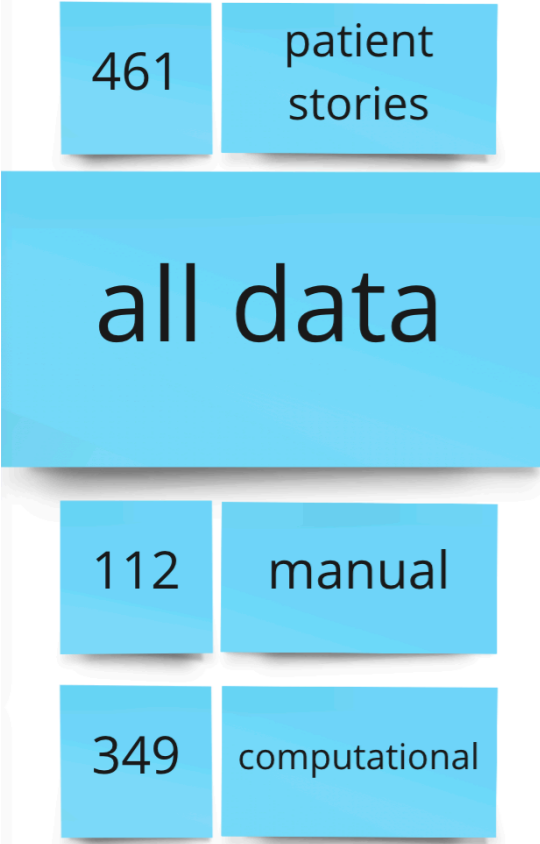 461
patient
stories
all data
112
manual
349
computational